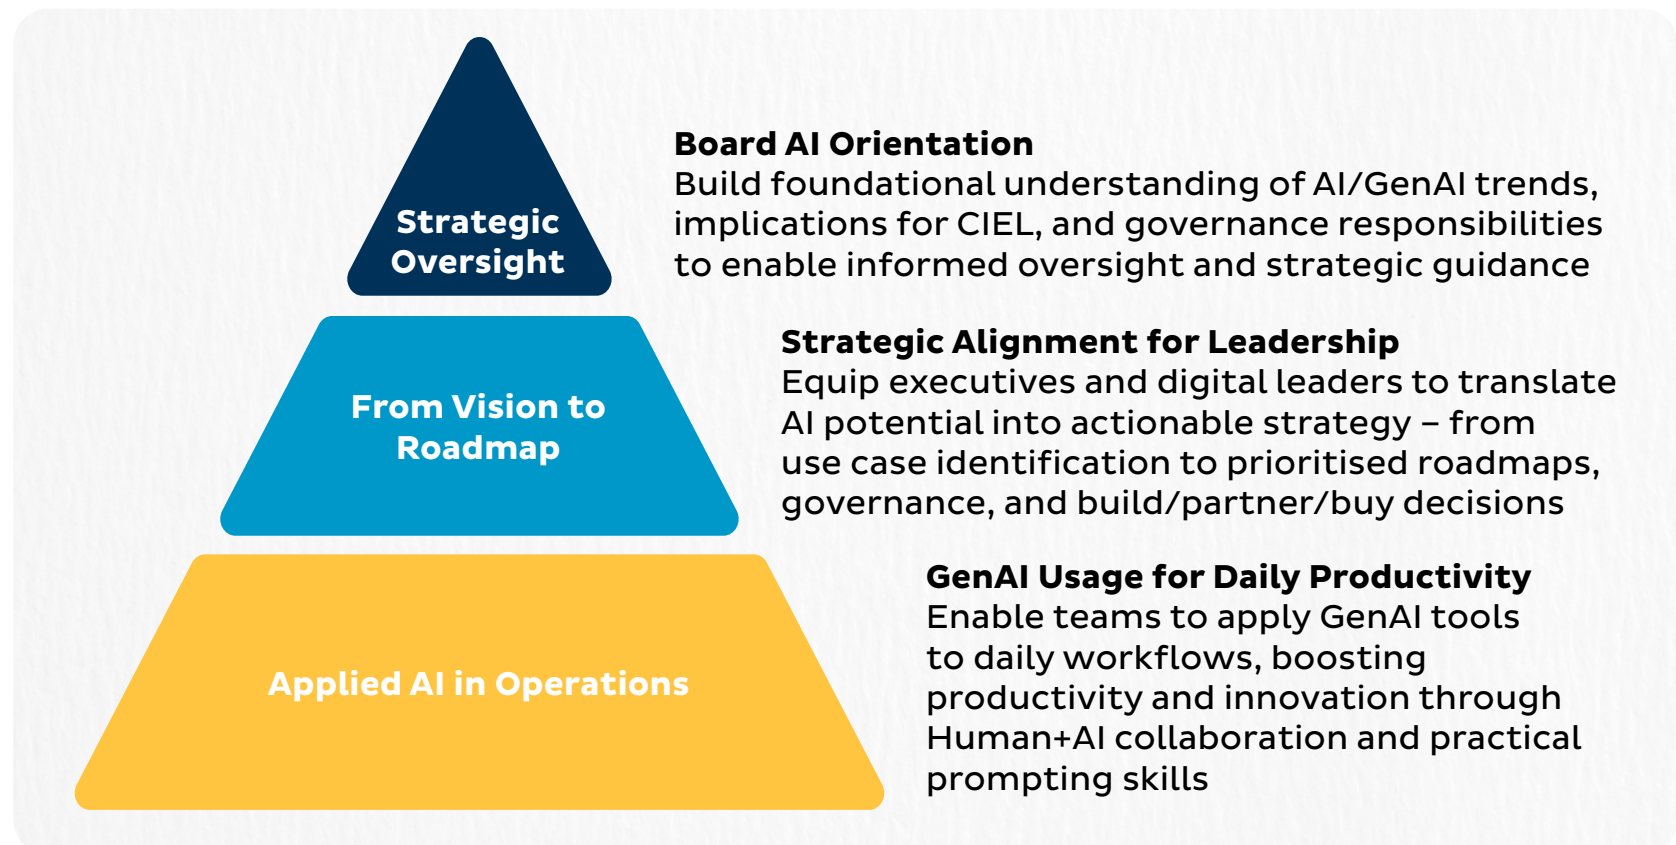 Strategic
Oversight
Board AI Orientation
Build foundational understanding of AI/GenAI trends,
implications for CIEL, and governance responsibilities
to enable informed oversight and strategic guidance
From Vision to
Roadmap
Strategic Alignment for Leadership
Equip executives and digital leaders to translate
AI potential into actionable strategy – from
use case identification to prioritised roadmaps,
governance, and build/partner/buy decisions
Applied AI in Operations
GenAI Usage for Daily Productivity
Enable teams to apply GenAI tools
to daily workflows, boosting
productivity and innovation through
Human+AI collaboration and practical
prompting skills